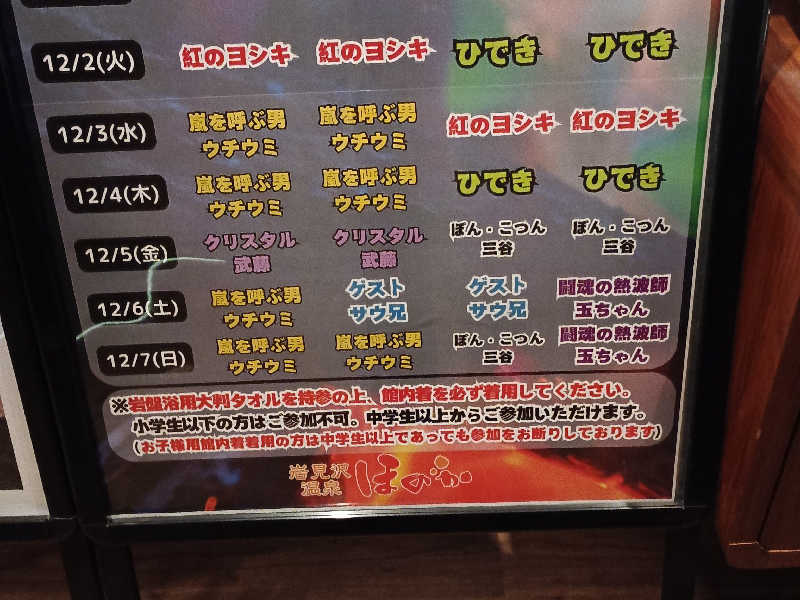 12/2(火) 紅のヨシキ 紅のヨシキ ひでき ひでき
12/3(水) 嵐を呼ぶ男 ウチウミ 嵐を呼ぶ男 ウチウミ 紅のヨシキ 紅のヨシキ
12/4(木) 嵐を呼ぶ男 ウチウミ 嵐を呼ぶ男 ウチウミ ひでき ひでき
12/5(金) クリスタル 武藤 クリスタル 武藤 ぽん・こつん 三谷 ぽん・こつん 三谷
12/6(土) 嵐を呼ぶ男 ウチウミ ゲスト サウ兄 ゲスト サウ兄 闘魂の熱波師 玉ちゃん
12/7(日) 嵐を呼ぶ男 ウチウミ 嵐を呼ぶ男 ウチウミ ぽん・こつん 三谷 闘魂の熱波師 玉ちゃん
※岩盤浴用大判タオルを持参の上、館内着を必ず着用してください。
小学生以下の方はご参加不可。中学生以上からご参加いただけます。
(お子様用館内着着用の方は中学生以上であっても参加をお断りしております)
岩見沢
温泉
ほのか